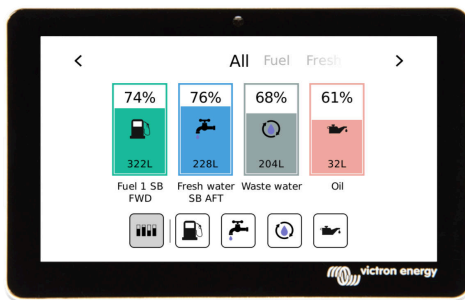 All Fuel Fresh
74% 76% 68% 61%
322L 228L 204L 32L
Fuel 1 SB Fresh water Waste water Oil
FWD SB AFT
victron energy